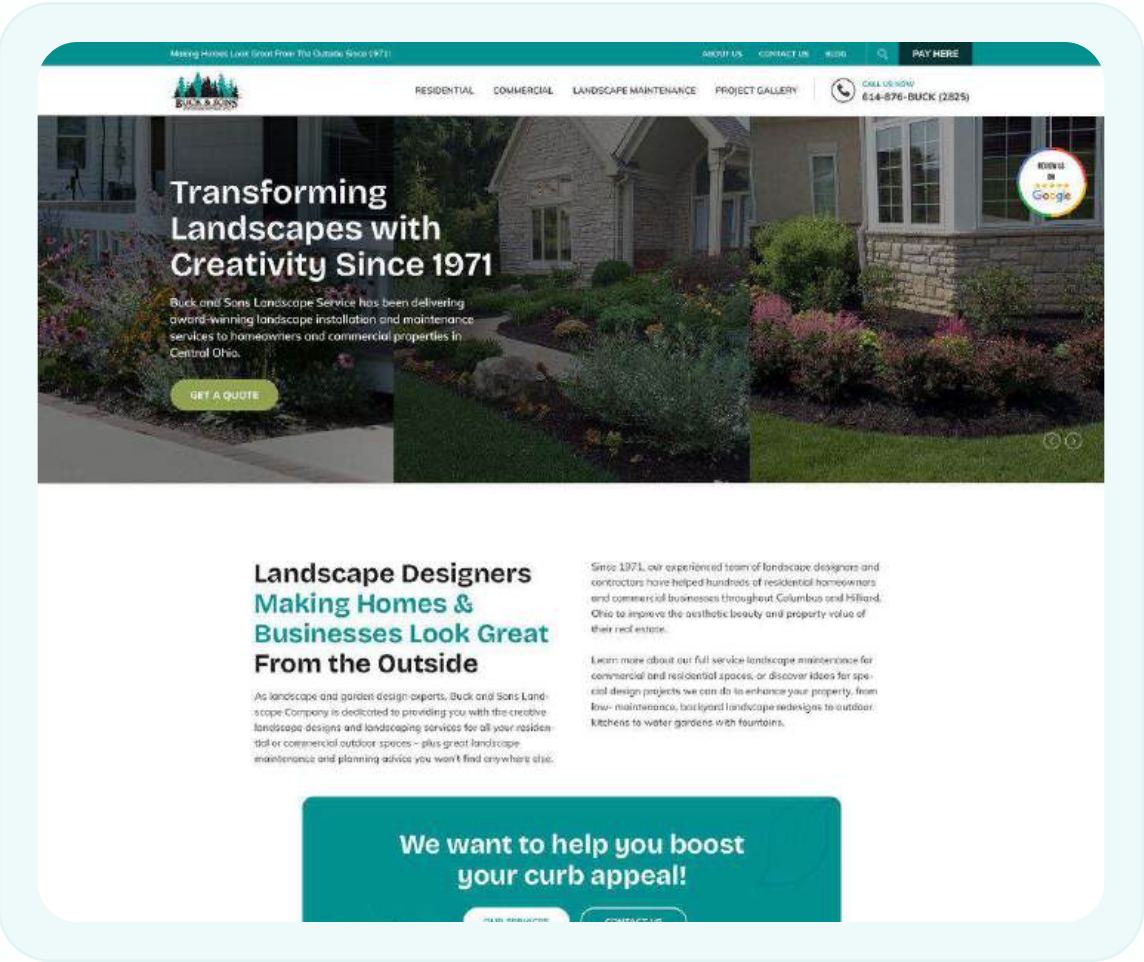 Making Homes Look Great From The Outside Since 1971!
ABOUT US CONTACT US BLOG PAY HERE
BUCK & SONS
RESIDENTIAL COMMERCIAL LANDSCAPE MAINTENANCE PROJECT GALLERY
CALL US NOW
614-876-BUCK (2825)
REVIEW US
ON
Google
Transforming
Landscapes with
Creativity Since 1971
Buck and Sons Landscape Service has been delivering
award-winning landscape installation and maintenance
services to homeowners and commercial properties in
Central Ohio.
GET A QUOTE
Landscape Designers
Making Homes &
Businesses Look Great
From the Outside
As landscape and garden design experts, Buck and Sons Land-
scape Company is dedicated to providing you with the creative
landscape designs and landscaping services for all your residen-
tial or commercial outdoor spaces – plus great landscape
maintenance and planning advice you won't find anywhere else.
Since 1971, our experienced team of landscape designers and
contractors have helped hundreds of residential homeowners
and commercial businesses throughout Columbus and Hilliard,
Ohio to improve the aesthetic beauty and property value of
their real estate.
Learn more about our full service landscape maintenance for
commercial and residential spaces, or discover ideas for spe-
cial design projects we can do to enhance your property, from
low- maintenance, backyard landscape redesigns to outdoor
kitchens to water gardens with fountains.
We want to help you boost
your curb appeal!
OUR SERVICES CONTACT US